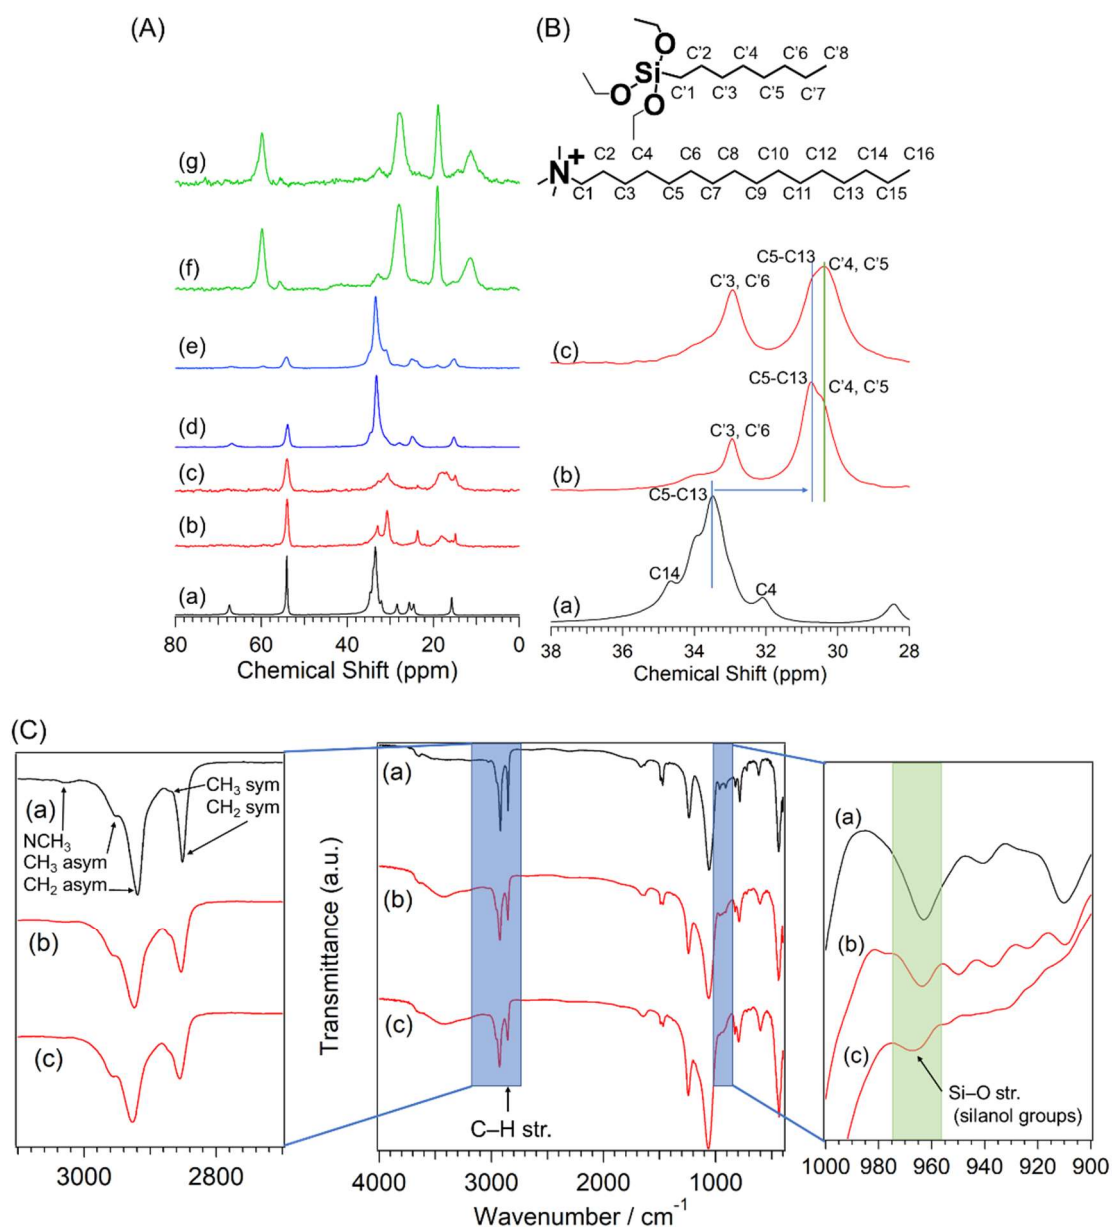 (A)
(g)
(f)
(e)
(d)
(c)
(b)
(a)
80 60 40 20 0
Chemical Shift (ppm)
(B)
O
Si
O
O
C'2 C'4 C'6 C'8
C'1 C'3 C'5 C'7
N+
C2 C4 C6 C8 C10 C12 C14 C16
C1 C3 C5 C7 C9 C11 C13 C15
C5-C13
C'4, C'5
C'3, C'6
(c)
C5-C13
C'4, C'5
C'3, C'6
(b)
C5-C13
C14
C4
(a)
38 36 34 32 30 28
Chemical Shift (ppm)
(C)
(a)
CH3 sym
CH2 sym
NCH3
CH3 asym
CH2 asym
(b)
(c)
3000 2800
Transmittance (a.u.)
(a)
(b)
(c)
C–H str.
4000 3000 2000 1000
Wavenumber / cm-1
(a)
(b)
(c)
Si–O str.
(silanol groups)
1000 980 960 940 920 900